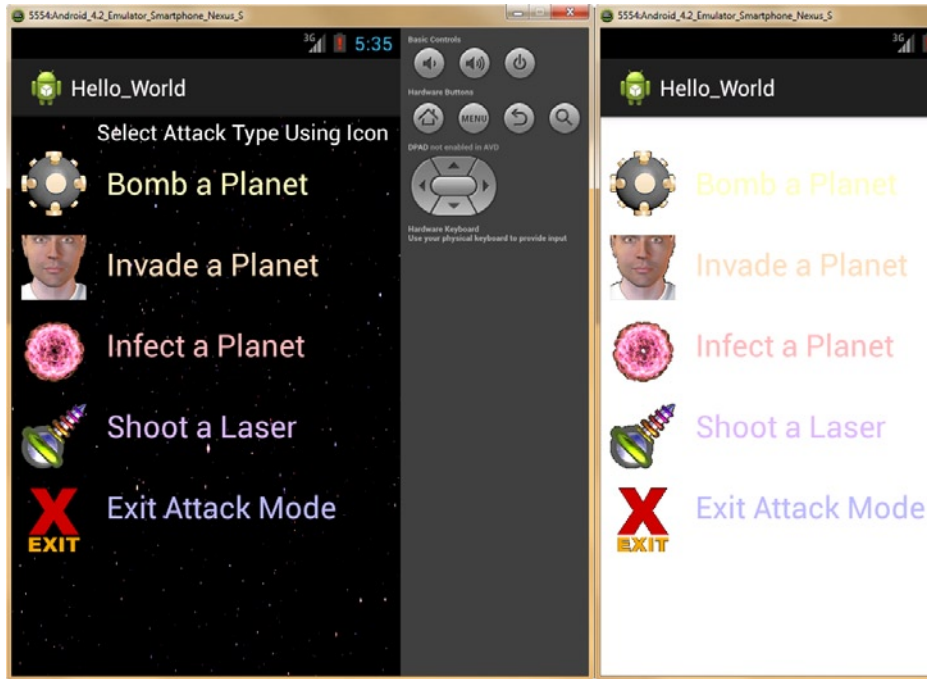 5554:Android_4.2_Emulator_Smartphone_Nexus_S
3G 5:35
Hello_World
Select Attack Type Using Icon
Bomb a Planet
Invade a Planet
Infect a Planet
Shoot a Laser
EXIT
Exit Attack Mode
Basic Controls
Hardware Buttons
MENU
DPAD not enabled in AVD
Hardware Keyboard
Use your physical keyboard to provide input
5554:Android_4.2_Emulator_Smartphone_Nexus_S
3G
Hello_World
Bomb a Planet
Invade a Planet
Infect a Planet
Shoot a Laser
EXIT
Exit Attack Mode